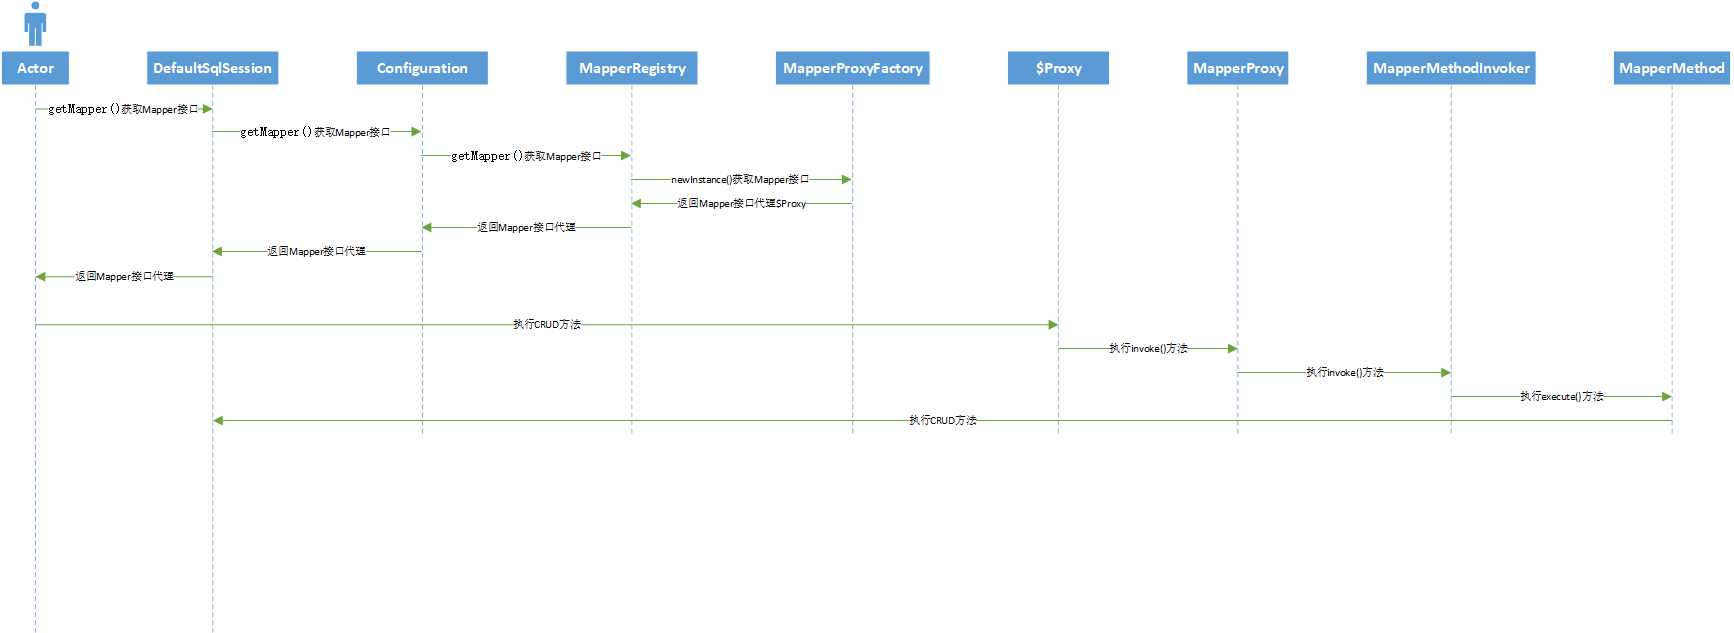 Actor
DefaultSqlSession
Configuration
MapperRegistry
MapperProxyFactory
$Proxy
MapperProxy
MapperMethodInvoker
MapperMethod
getMapper()获取Mapper接口
getMapper()获取Mapper接口
getMapper()获取Mapper接口
newInstance()获取Mapper接口
返回Mapper接口代理$Proxy
返回Mapper接口代理
返回Mapper接口代理
返回Mapper接口代理
执行CRUD方法
执行invoke()方法
执行invoke()方法
执行execute()方法
执行CRUD方法